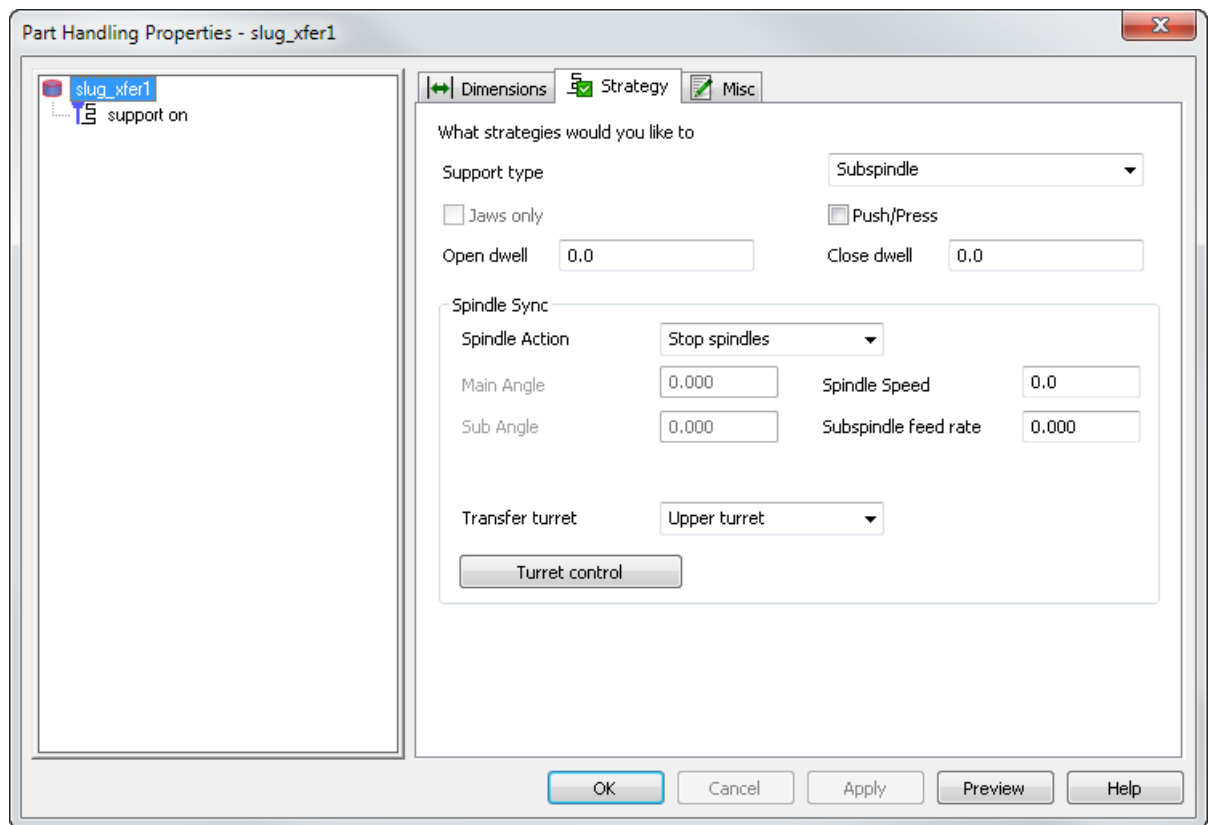 Part Handling Properties - slug_xfer1
slug_xfer1
support on
Dimensions
Strategy
Misc
What strategies would you like to
Support type
Subspindle
Jaws only
Push/Press
Open dwell
0.0
Close dwell
0.0
Spindle Sync
Spindle Action
Stop spindles
Main Angle
0.000
Spindle Speed
0.0
Sub Angle
0.000
Subspindle feed rate
0.000
Transfer turret
Upper turret
Turret control
OK
Cancel
Apply
Preview
Help